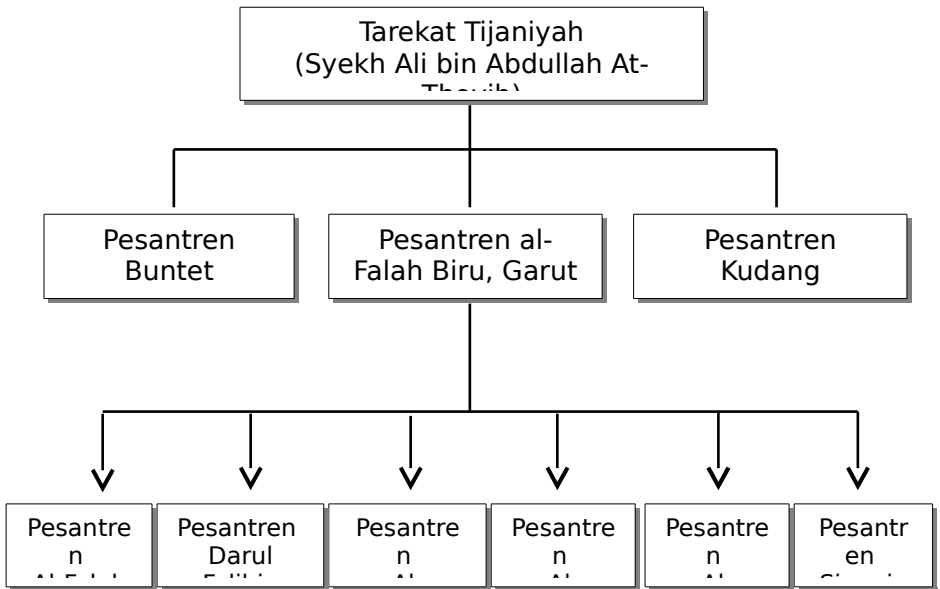 Tarekat Tijaniyah
(Syekh Ali bin Abdullah At-
Thoyib)
Pesantren
Buntet
Pesantren al-
Falah Biru, Garut
Pesantren
Kudang
Pesantre
n
Pesantren
Darul
Pesantre
n
Pesantre
n
Pesantre
n
Pesantr
en